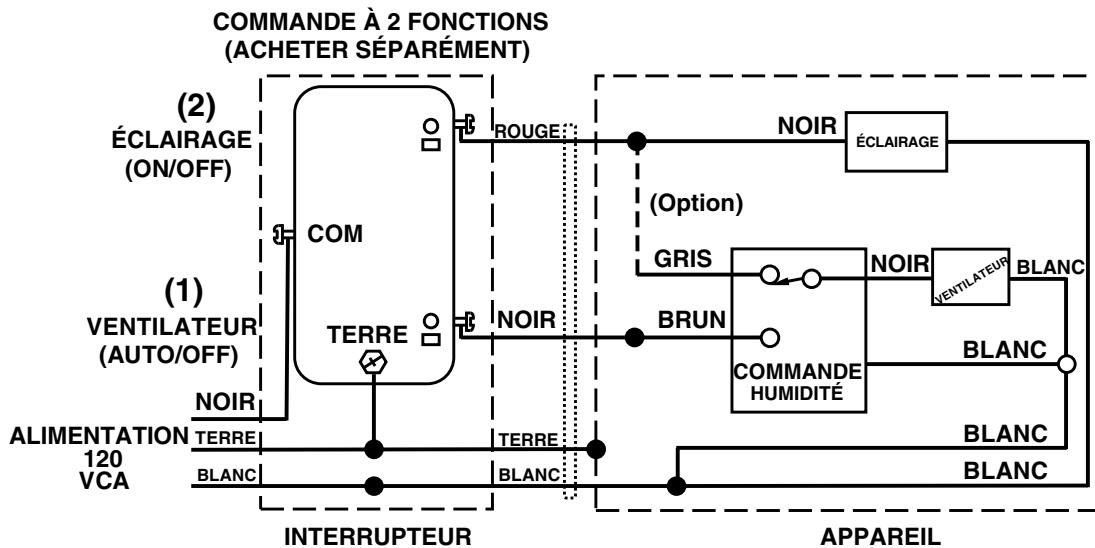 COMMANDE À 2 FONCTIONS
(ACHETER SÉPARÉMENT)
(2)
ÉCLAIRAGE
(ON/OFF)
ROUGE
NOIR
ÉCLAIRAGE
(Option)
COM
GRIS
NOIR
VENTILATEUR
BLANC
(1)
VENTILATEUR
(AUTO/OFF)
TERRE
NOIR
BRUN
BLANC
COMMANDE
HUMIDITÉ
NOIR
ALIMENTATION
120
VCA
TERRE
TERRE
BLANC
BLANC
BLANC
BLANC
INTERRUPTEUR
APPAREIL